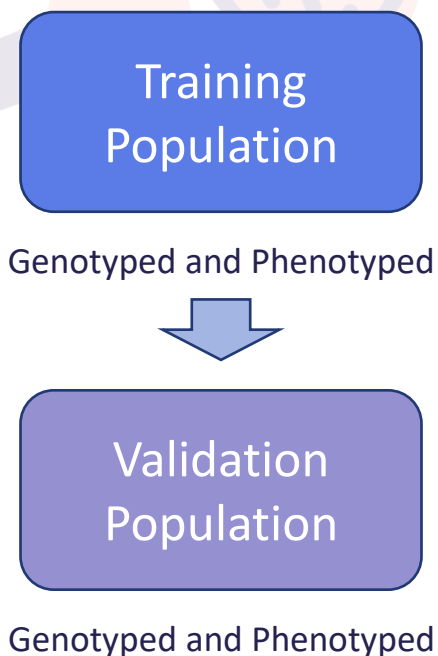 Training
Population
Genotyped and Phenotyped
Validation
Population
Genotyped and Phenotyped